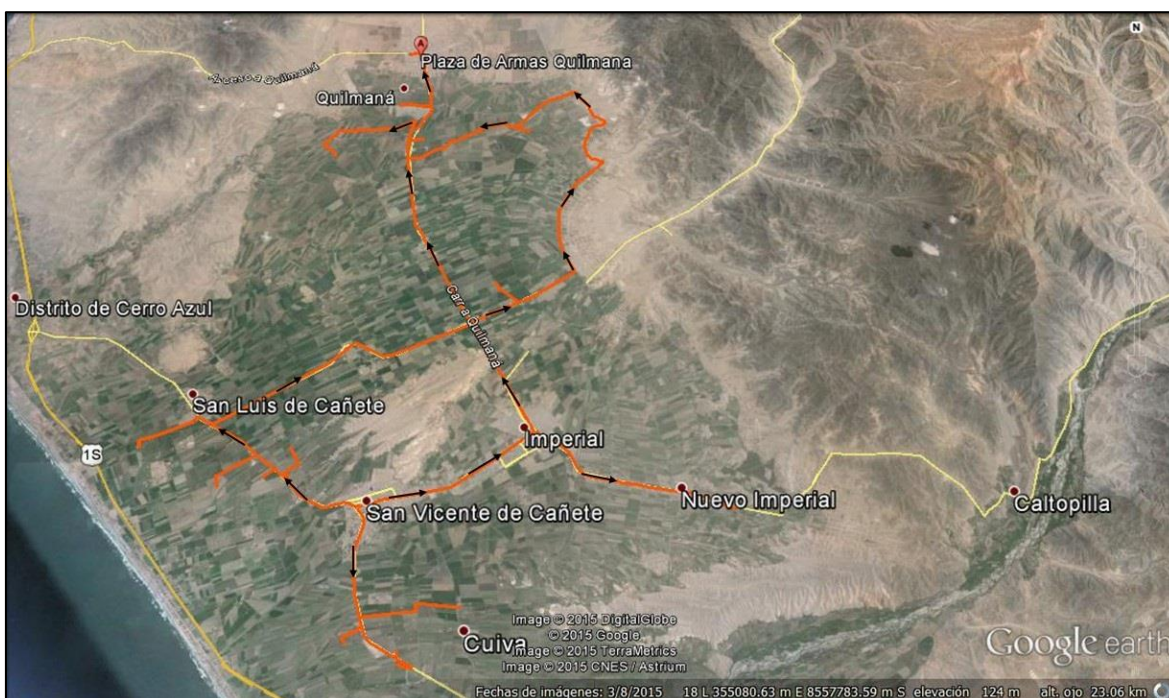 N
A
Plaza de Armas Quilmana
Quilmaná
Distrito de Cerro Azul
Carr a Quilmaná
San Luis de Cañete
Imperial
1S
San Vicente de Cañete
Nuevo Imperial
Caltopilla
Cuiva
Image © 2015 DigitalGlobe
© 2015 Google
Image © 2015 TerraMetrics
Image © 2015 CNES / Astrium
Google earth
Fechas de imágenes: 3/8/2015 18 L 355080.63 m E 8557783.59 m S elevación 124 m alt. ojo 23.06 km